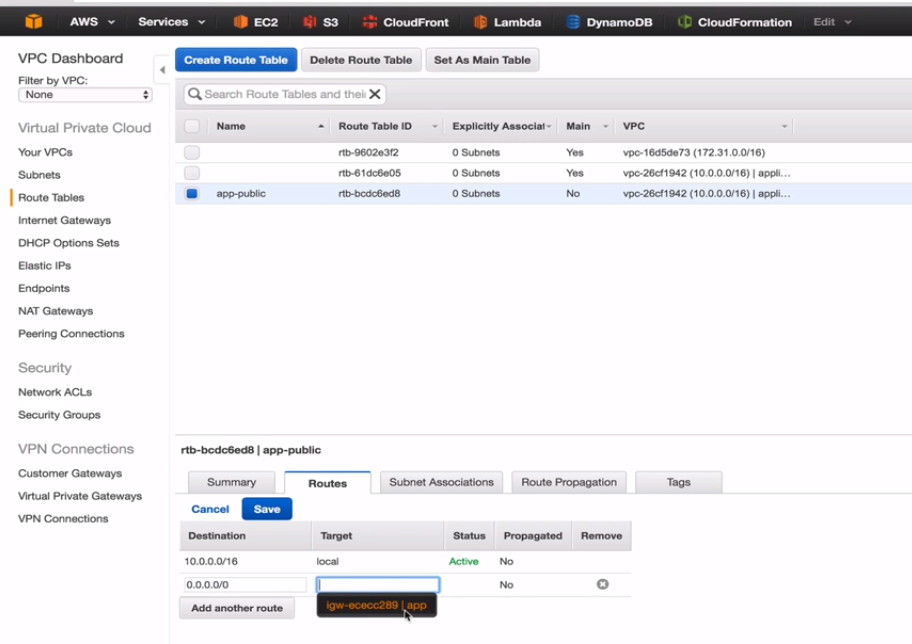 AWS Services EC2 S3 CloudFront Lambda DynamoDB CloudFormation Edit
VPC Dashboard
Filter by VPC:
None
Virtual Private Cloud
Your VPCs
Subnets
Route Tables
Internet Gateways
DHCP Options Sets
Elastic IPs
Endpoints
NAT Gateways
Peering Connections
Security
Network ACLs
Security Groups
VPN Connections
Customer Gateways
Virtual Private Gateways
VPN Connections
Create Route Table Delete Route Table Set As Main Table
Search Route Tables and thei
Name Route Table ID Explicitly Associat Main VPC
rtb-9602e3f2 0 Subnets Yes vpc-16d5de73 (172.31.0.0/16)
rtb-61dc6e05 0 Subnets Yes vpc-26cf1942 (10.0.0.0/16) | appli...
app-public rtb-bcdc6ed8 0 Subnets No vpc-26cf1942 (10.0.0.0/16) | appli...
rtb-bcdc6ed8 | app-public
Summary Routes Subnet Associations Route Propagation Tags
Cancel Save
Destination Target Status Propagated Remove
10.0.0.0/16 local Active No
0.0.0.0/0 No
igw-ececc289 | app
Add another route